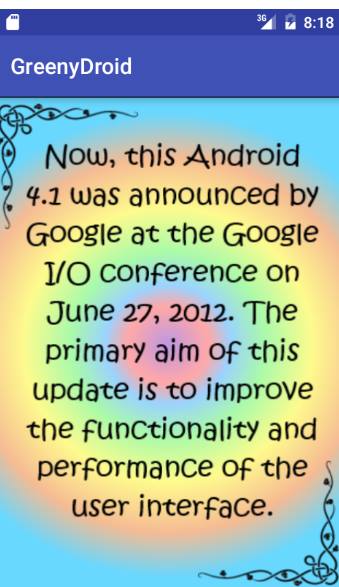 3G 8:18
GreenyDroid
Now, this Android
4.1 was announced by
Google at the Google
I/O conference on
June 27, 2012. The
primary aim of this
update is to improve
the functionality and
performance of the
user interface.